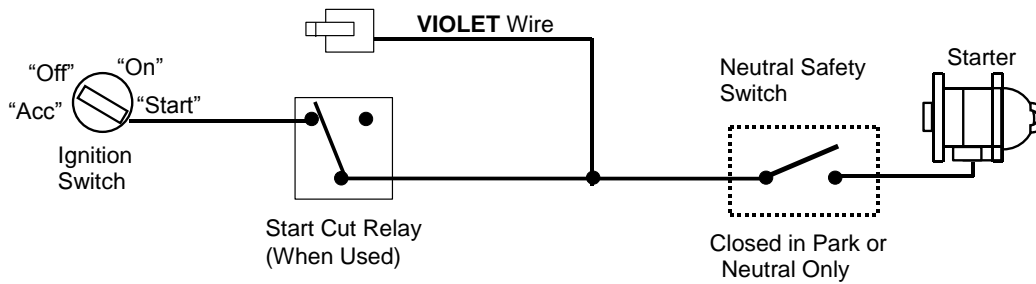 VIOLET Wire
“Off”
“On”
“Acc”
“Start”
Ignition
Switch
Start Cut Relay
(When Used)
Neutral Safety
Switch
Closed in Park or
Neutral Only
Starter